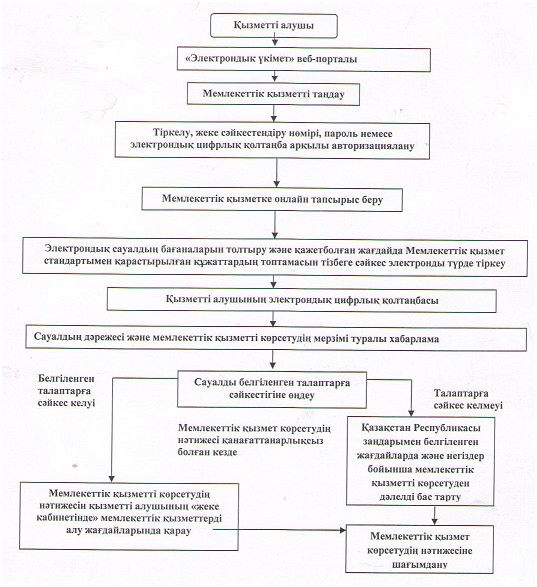 Қызметті алушы
«Электрондық үкімет» веб-порталы
Мемлекеттік қызметті таңдау
Тіркелу, жеке сәйкестендіру нөмірі, пароль немесе
электрондық цифрлық қолтаңба арқылы авторизациялану
Мемлекеттік қызметке онлайн тапсырыс беру
Электрондық сауалдың бағаналарын толтыру және қажетболған жағдайда Мемлекеттік қызмет
стандартымен қарастырылған құжаттардың топтамасын тізбеге сәйкес электронды түрде тіркеу
Қызметті алушының электрондық цифрлық қолтаңбасы
Сауалдың дәрежесі және мемлекеттік қызметті көрсетудің мерзімі туралы хабарлама
Белгіленген
талаптарға
сәйкес келуі
Сауалды белгіленген талаптарға
сәйкестігіне өңдеу
Талаптарға
сәйкес келмеуі
Мемлекеттік қызмет көрсетудің
нәтижесі қанағаттанарлықсыз
болған кезде
Қазақстан Республикасы
заңдарымен белгіленген
жағдайларда және негіздер
бойынша мемлекеттік
қызметті көрсетуден
дәлелді бас тарту
Мемлекеттік қызметті көрсетудің
нәтижесін қызметті алушының «жеке
кабинетінде» мемлекеттік қызметтерді
алу жағдайларында қарау
Мемлекеттік қызмет
көрсетудің нәтижесіне
шағымдану